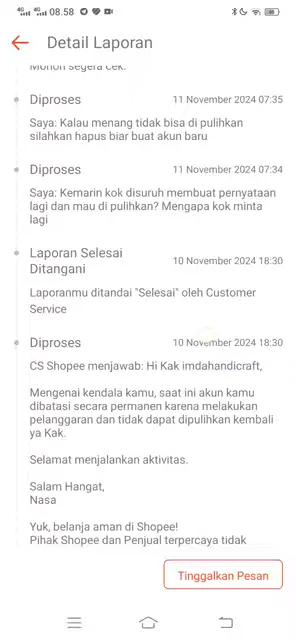 08.58
Detail Laporan
Mohon segera cek.
Diproses
11 November 2024 07:35
Saya: Kalau menang tidak bisa di pulihkan
silahkan hapus biar buat akun baru
Diproses
11 November 2024 07:34
Saya: Kemarin kok disuruh membuat pernyataan
lagi dan mau di pulihkan? Mengapa kok minta
lagi
Laporan Selesai
Ditangani
10 November 2024 18:30
Laporanmu ditandai "Selesai" oleh Customer
Service
Diproses
10 November 2024 18:30
CS Shopee menjawab: Hi Kak imdahandicraft,
Mengenai kendala kamu, saat ini akun kamu
dibatasi secara permanen karena melakukan
pelanggaran dan tidak dapat dipulihkan kembali
ya Kak.
Selamat menjalankan aktivitas.
Salam Hangat,
Nasa
Yuk, belanja aman di Shopee!
Pihak Shopee dan Penjual terpercaya tidak
Tinggalkan Pesan